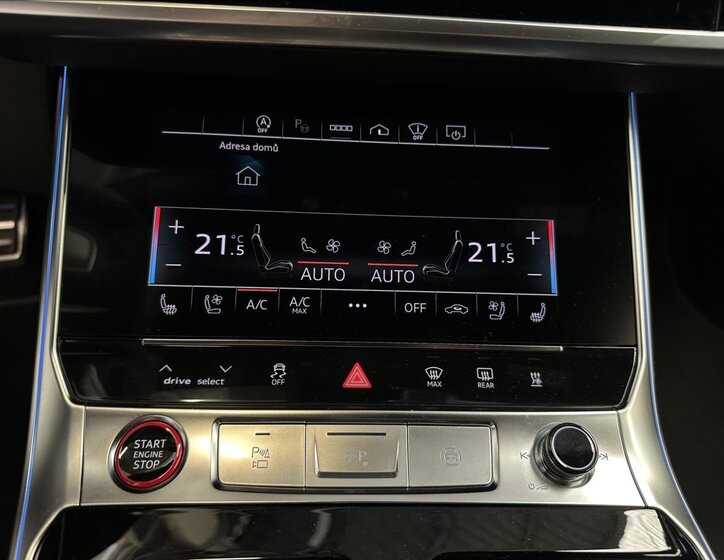 OFF P OFF
Adresa domů
+ 21.5 °C 21.5 °C +
− AUTO AUTO −
A/C A/C MAX ••• OFF
drive select OFF MAX REAR
START
ENGINE
STOP
P P